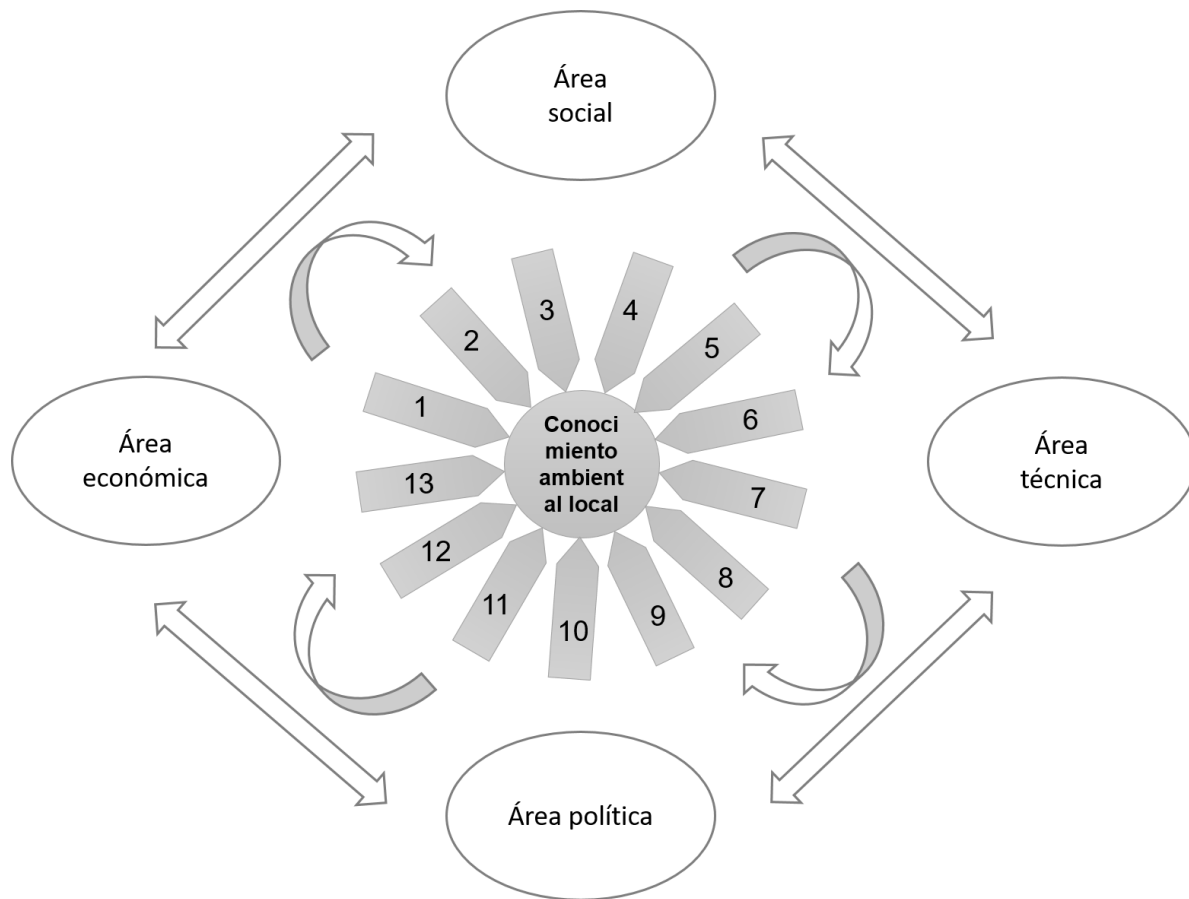 Área
social
3
4
2
5
1
6
Conoci
miento
ambient
al local
Área
económica
Área
técnica
13
7
12
8
11
9
10
Área política